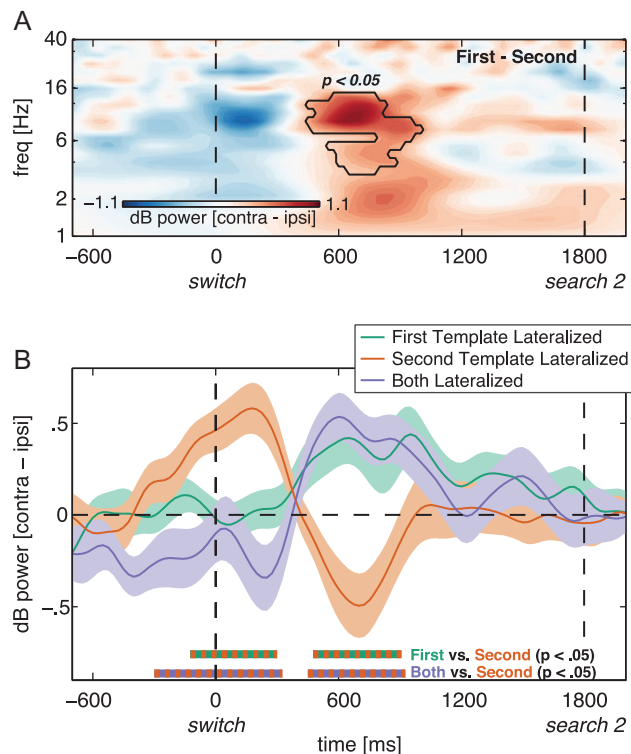 A
40
16
6
2
1
freq [Hz]
First - Second
p < 0.05
−1.1
1.1
dB power [contra - ipsi]
−600 0 600 1200 1800
switch
search 2
B
First Template Lateralized
Second Template Lateralized
Both Lateralized
.5
0
-.5
dB power [contra – ipsi]
First vs. Second (p < .05)
Both vs. Second (p < .05)
−600 0 600 1200 1800
switch
search 2
time [ms]